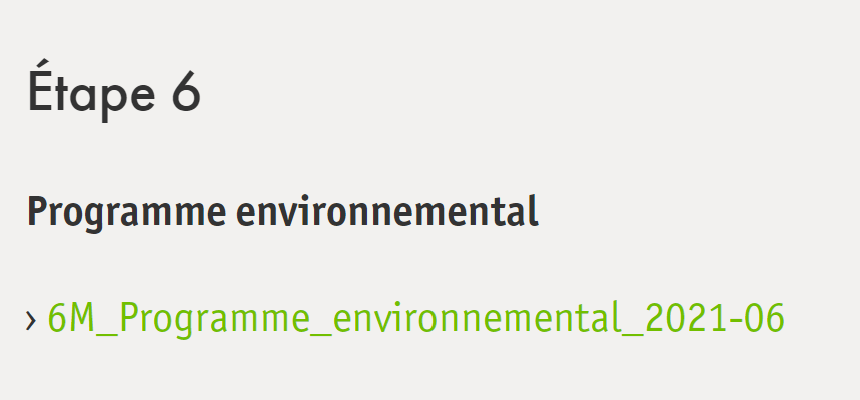 Étape 6
Programme environnemental
› 6M_Programme_environnemental_2021-06